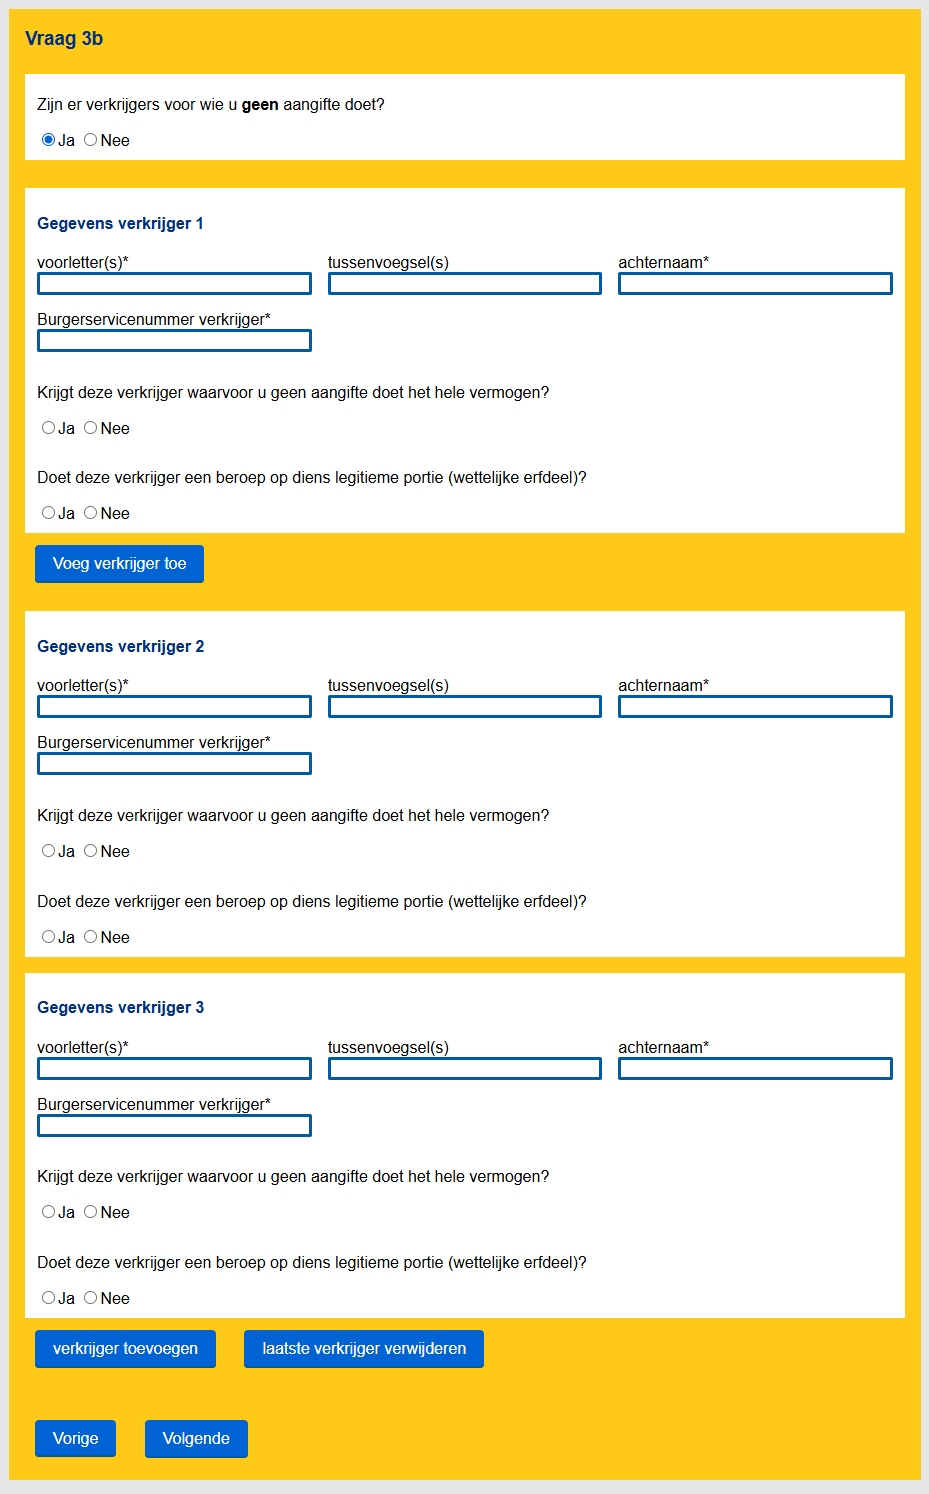 Vraag 3b
Zijn er verkrijgers voor wie u geen aangifte doet?
Ja Nee
Gegevens verkrijger 1
voorletter(s)* tussenvoegsel(s) achternaam*
Burgerservicenummer verkrijger*
Krijgt deze verkrijger waarvoor u geen aangifte doet het hele vermogen?
Ja Nee
Doet deze verkrijger een beroep op diens legitieme portie (wettelijke erfdeel)?
Ja Nee
Voeg verkrijger toe
Gegevens verkrijger 2
voorletter(s)* tussenvoegsel(s) achternaam*
Burgerservicenummer verkrijger*
Krijgt deze verkrijger waarvoor u geen aangifte doet het hele vermogen?
Ja Nee
Doet deze verkrijger een beroep op diens legitieme portie (wettelijke erfdeel)?
Ja Nee
Gegevens verkrijger 3
voorletter(s)* tussenvoegsel(s) achternaam*
Burgerservicenummer verkrijger*
Krijgt deze verkrijger waarvoor u geen aangifte doet het hele vermogen?
Ja Nee
Doet deze verkrijger een beroep op diens legitieme portie (wettelijke erfdeel)?
Ja Nee
verkrijger toevoegen laatste verkrijger verwijderen
Vorige Volgende